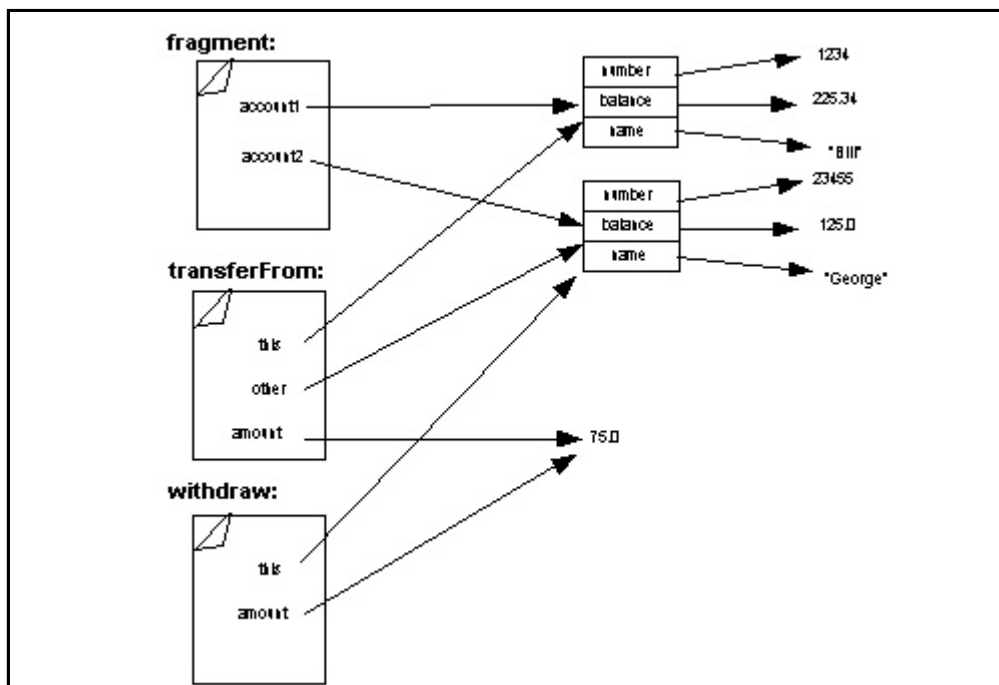 fragment:
account1
account2
number
balance
name
1234
225.34
"Bill"
number
balance
name
23455
125.0
"George"
transferFrom:
this
other
amount
75.0
withdraw:
this
amount